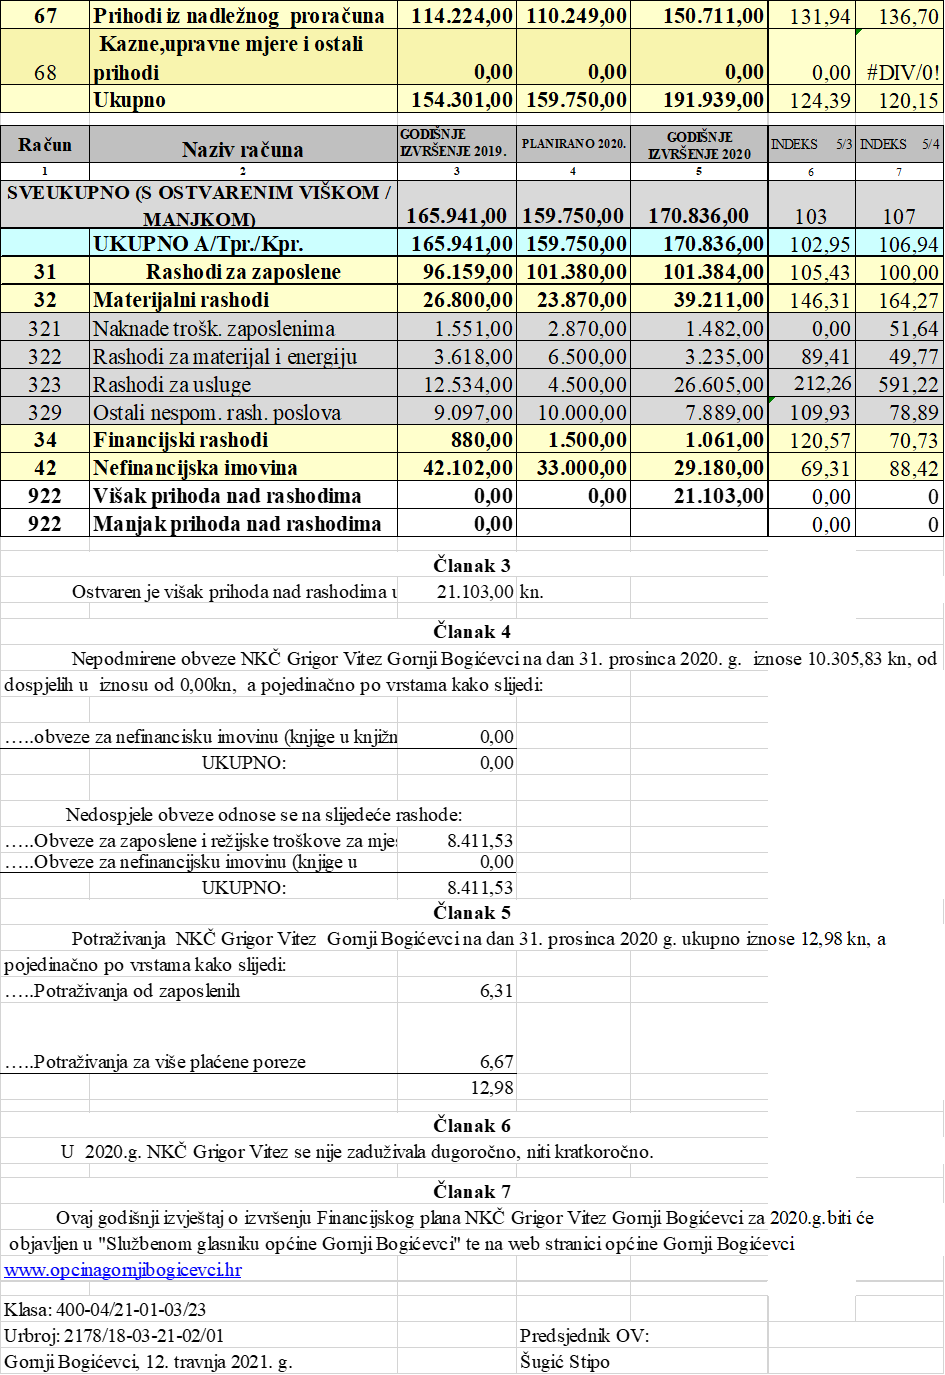 67 Prihodi iz nadležnog proračuna 114.224,00 110.249,00 150.711,00 131,94 136,70
Kazne,upravne mjere i ostali
68 prihodi 0,00 0,00 0,00 0,00 #DIV/0!
Ukupno 154.301,00 159.750,00 191.939,00 124,39 120,15
Račun Naziv računa GODIŠNJE IZVRŠENJE 2019. PLANIRANO 2020. GODIŠNJE IZVRŠENJE 2020 INDEKS 5/3 INDEKS 5/4
1 2 3 4 5 6 7
SVEUKUPNO (S OSTVARENIM VIŠKOM /
MANJKOM) 165.941,00 159.750,00 170.836,00 103 107
UKUPNO A/Tpr./Kpr. 165.941,00 159.750,00 170.836,00 102,95 106,94
31 Rashodi za zaposlene 96.159,00 101.380,00 101.384,00 105,43 100,00
32 Materijalni rashodi 26.800,00 23.870,00 39.211,00 146,31 164,27
321 Naknade trošk. zaposlenima 1.551,00 2.870,00 1.482,00 0,00 51,64
322 Rashodi za materijal i energiju 3.618,00 6.500,00 3.235,00 89,41 49,77
323 Rashodi za usluge 12.534,00 4.500,00 26.605,00 212,26 591,22
329 Ostali nespom. rash. poslova 9.097,00 10.000,00 7.889,00 109,93 78,89
34 Financijski rashodi 880,00 1.500,00 1.061,00 120,57 70,73
42 Nefinancijska imovina 42.102,00 33.000,00 29.180,00 69,31 88,42
922 Višak prihoda nad rashodima 0,00 0,00 21.103,00 0,00 0
922 Manjak prihoda nad rashodima 0,00 0,00 0
Članak 3
Ostvaren je višak prihoda nad rashodima u 21.103,00 kn.
Članak 4
Nepodmirene obveze NKČ Grigor Vitez Gornji Bogićevci na dan 31. prosinca 2020. g. iznose 10.305,83 kn, od
dospjelih u iznosu od 0,00kn, a pojedinačno po vrstama kako slijedi:
…..obveze za nefinancisku imovinu (knjige u knjižn 0,00
UKUPNO: 0,00
Nedospjele obveze odnose se na slijedeće rashode:
…..Obveze za zaposlene i režijske troškove za mje 8.411,53
…..Obveze za nefinancijsku imovinu (knjige u 0,00
UKUPNO: 8.411,53
Članak 5
Potraživanja NKČ Grigor Vitez Gornji Bogićevci na dan 31. prosinca 2020 g. ukupno iznose 12,98 kn, a
pojedinačno po vrstama kako slijedi:
…..Potraživanja od zaposlenih 6,31
…..Potraživanja za više plaćene poreze 6,67
12,98
Članak 6
U 2020.g. NKČ Grigor Vitez se nije zaduživala dugoročno, niti kratkoročno.
Članak 7
Ovaj godišnji izvještaj o izvršenju Financijskog plana NKČ Grigor Vitez Gornji Bogićevci za 2020.g.biti će
objavljen u "Službenom glasniku općine Gornji Bogićevci" te na web stranici općine Gornji Bogićevci
www.opcinagornjibogicevci.hr
Klasa: 400-04/21-01-03/23
Urbroj: 2178/18-03-21-02/01 Predsjednik OV:
Gornji Bogićevci, 12. travnja 2021. g. Šugić Stipo